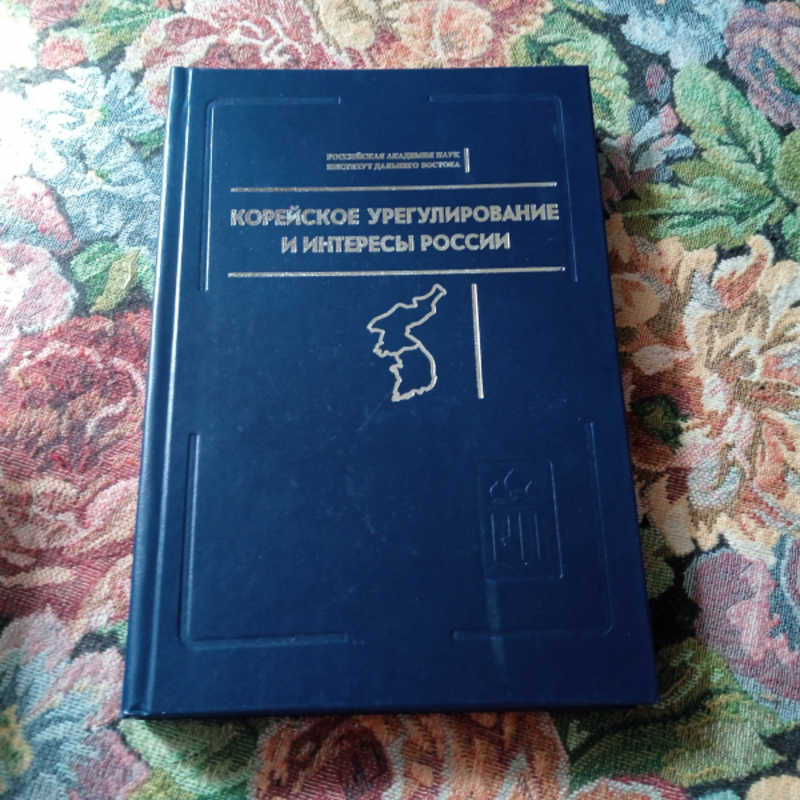 РОССИЙСКАЯ АКАДЕМИЯ НАУК
ИНСТИТУТ ДАЛЬНЕГО ВОСТОКА
КОРЕЙСКОЕ УРЕГУЛИРОВАНИЕ
И ИНТЕРЕСЫ РОССИИ